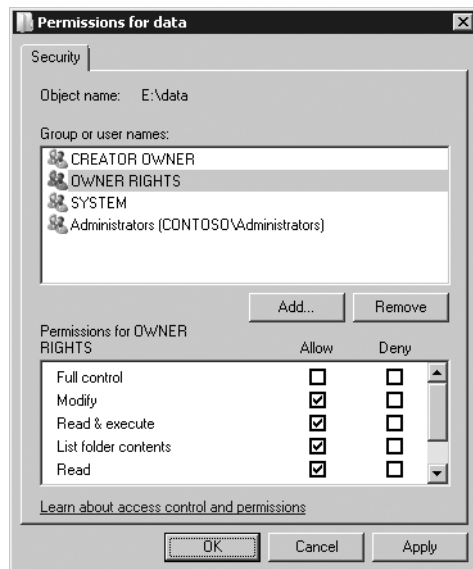 Permissions for data
Security
Object name: E:\data
Group or user names:
CREATOR OWNER
OWNER RIGHTS
SYSTEM
Administrators (CONTOSO\Administrators)
Add... Remove
Permissions for OWNER
RIGHTS Allow Deny
Full control
Modify
Read & execute
List folder contents
Read
Learn about access control and permissions
OK Cancel Apply